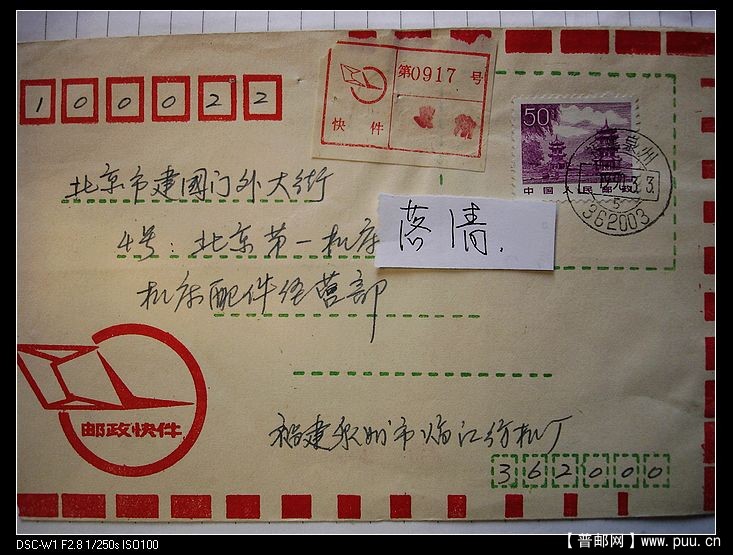 100022
第0917号
快件
50
中国人民邮政
泉州
362003
北京市建国门外大街
4号:北京第一机床
机床配件经营部
落清.
邮政快件
福建泉州市临江纺机厂
362000
DSC-W1 F2.8 1/250s ISO100
【普邮网】www.puu.cn